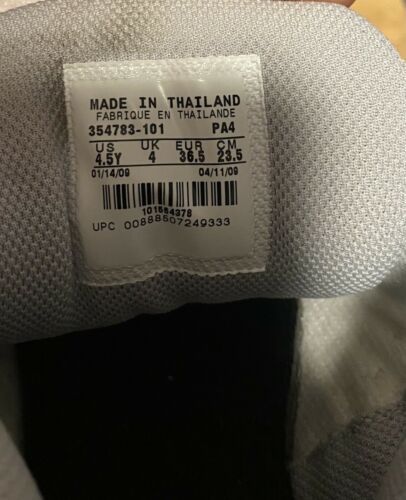 MADE IN THAILAND
FABRIQUE EN THAILANDE
354783-101 PA4
US UK EUR CM
4.5Y 4 36.5 23.5
01/14/09 04/11/09
101584378
UPC 00888507249333